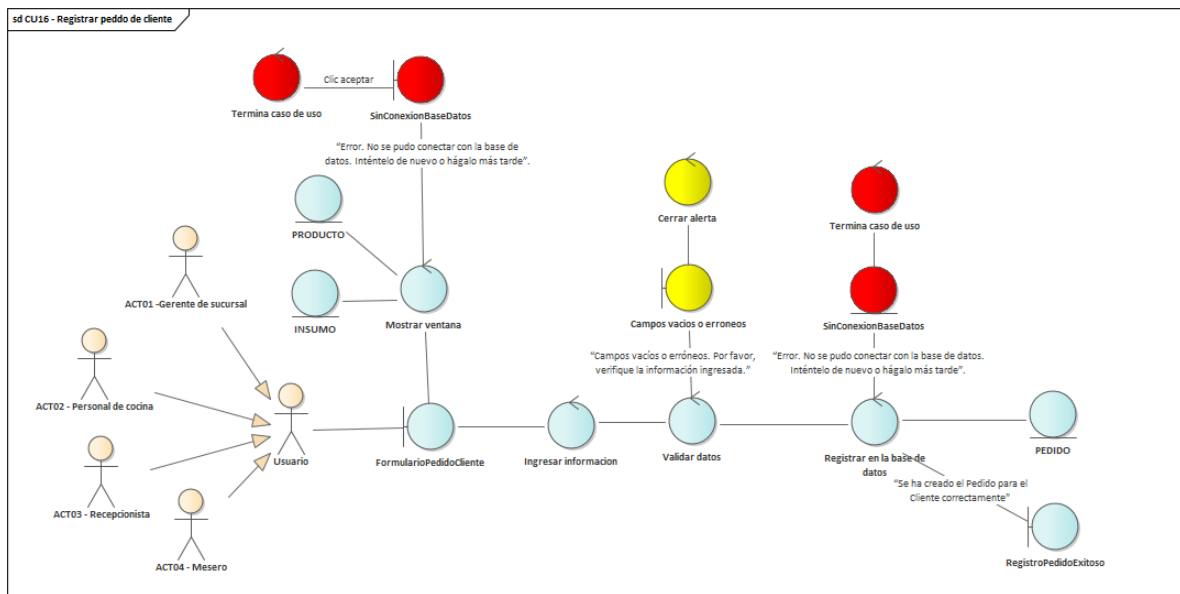 sd CU16 - Registrar peddo de cliente
Clic aceptar
Termina caso de uso
SinConexionBaseDatos
“Error. No se pudo conectar con la base de
datos. Inténtelo de nuevo o hágalo más tarde”.
PRODUCTO
INSUMO
Mostrar ventana
Cerrar alerta
Termina caso de uso
Campos vacios o erroneos
SinConexionBaseDatos
“Campos vacíos o erróneos. Por favor,
verifique la información ingresada.”
“Error. No se pudo conectar con la base de datos.
Inténtelo de nuevo o hágalo más tarde”.
ACT01 -Gerente de sucursal
ACT02 - Personal de cocina
ACT03 - Recepcionista
ACT04 - Mesero
Usuario
FormularioPedidoCliente
Ingresar informacion
Validar datos
Registrar en la base de
datos
PEDIDO
“Se ha creado el Pedido para el
Cliente correctamente”
RegistroPedidoExitoso